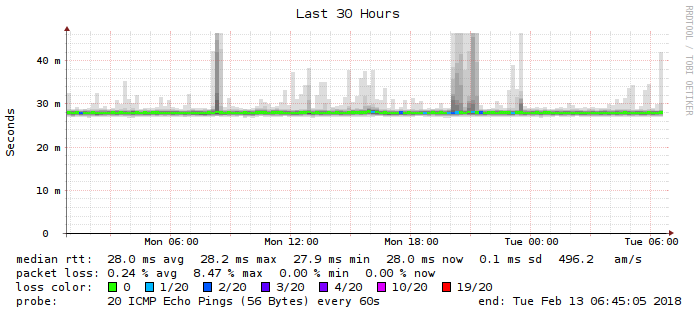 Last 30 Hours
RRDTOOL / TOBI OETIKER
Seconds
40 m
30 m
20 m
10 m
0
Mon 06:00 Mon 12:00 Mon 18:00 Tue 00:00 Tue 06:00
median rtt: 28.0 ms avg 28.2 ms max 27.9 ms min 28.0 ms now 0.1 ms sd 496.2 am/s
packet loss: 0.24 % avg 8.47 % max 0.00 % min 0.00 % now
loss color: 0 1/20 2/20 3/20 4/20 10/20 19/20
probe: 20 ICMP Echo Pings (56 Bytes) every 60s end: Tue Feb 13 06:45:05 2018